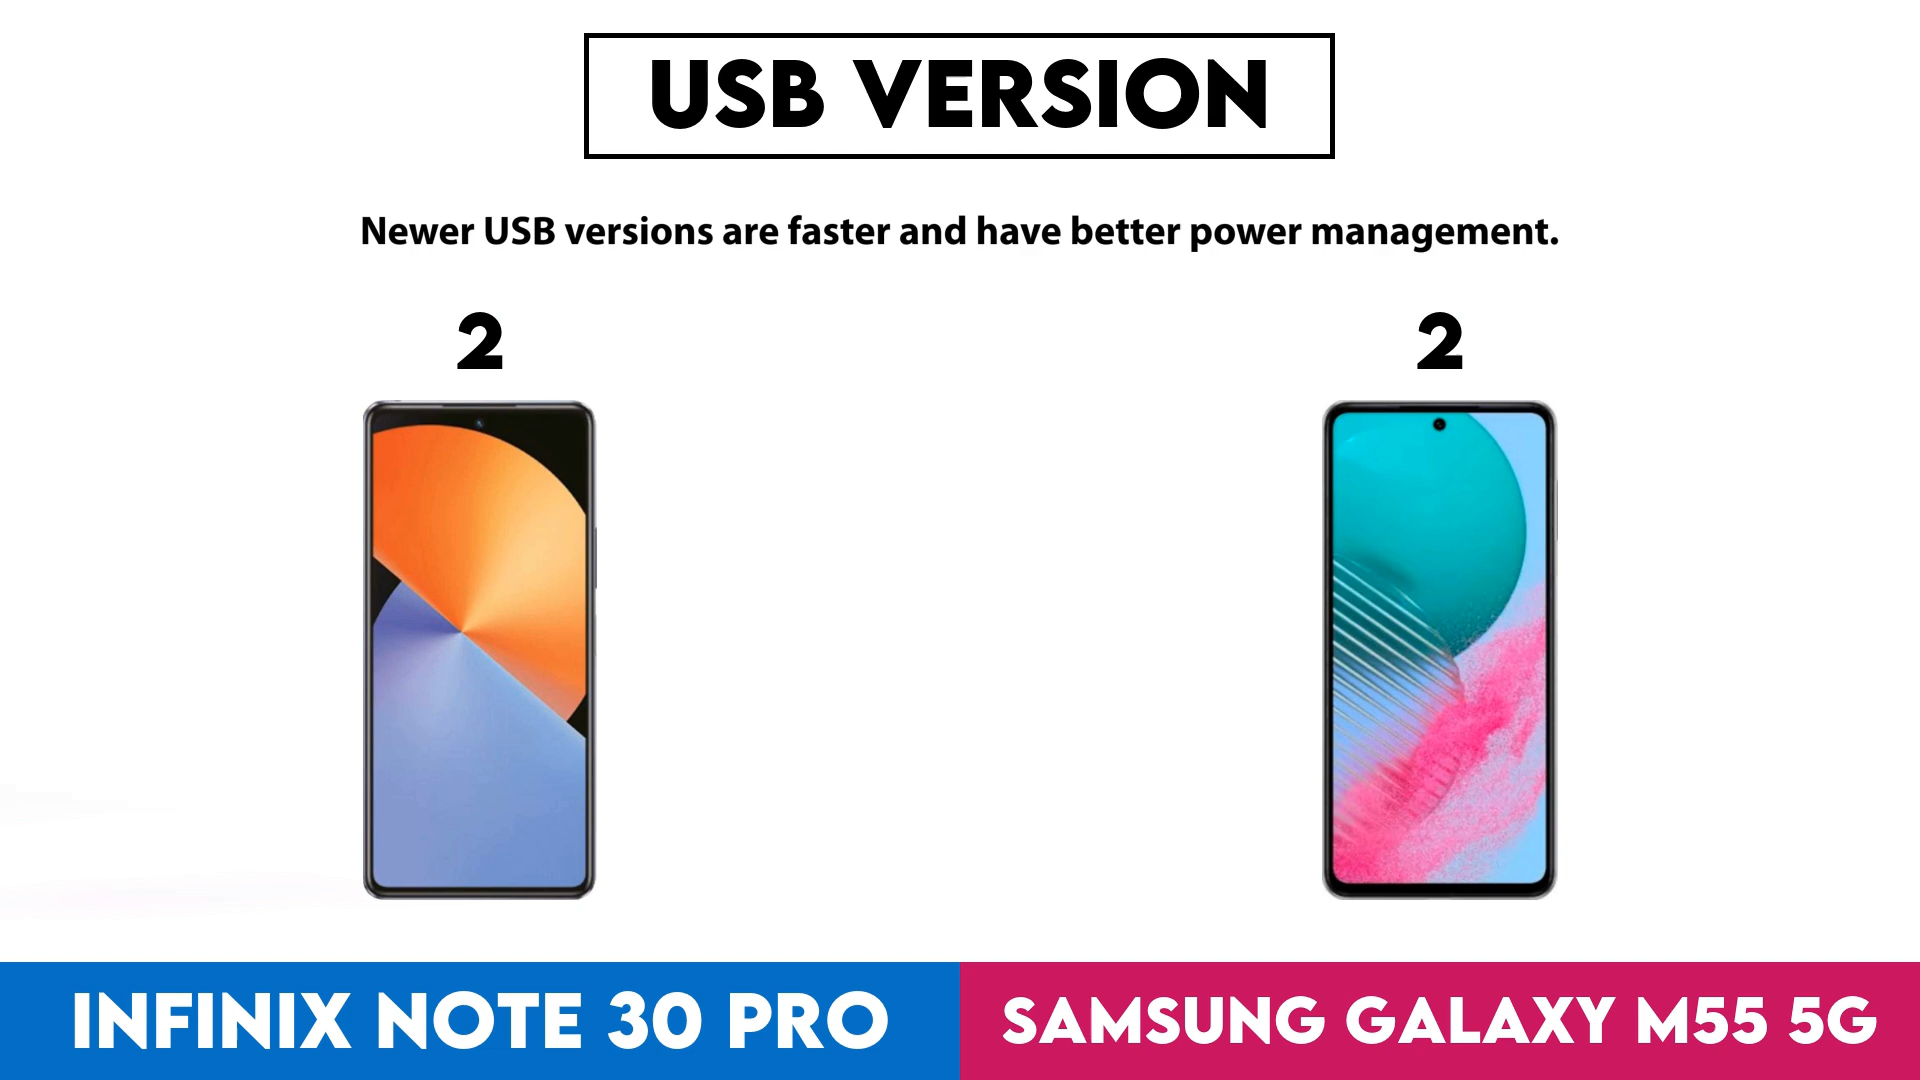 USB VERSION
Newer USB versions are faster and have better power management.
2
2
INFINIX NOTE 30 PRO
SAMSUNG GALAXY M55 5G